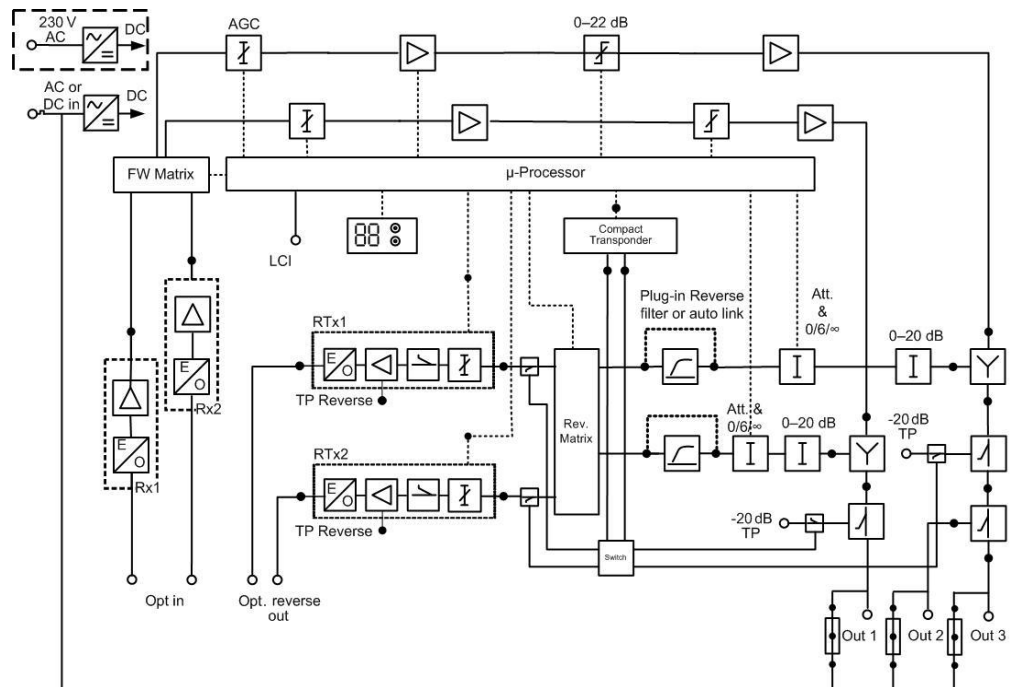 230 V
AC
DC
AGC
0–22 dB
AC or
DC in
DC
FW Matrix
µ-Processor
88
LCI
Compact
Transponder
Plug-in Reverse
filter or auto link
Att.
&
0/6/∞
0–20 dB
RTx1
E
O
TP Reverse
E
O
Rx2
E
O
Rx1
Rev.
Matrix
Att. &
0/6/∞
0–20 dB
-20 dB
TP
RTx2
E
O
TP Reverse
-20 dB
TP
Switch
Opt in
Opt. reverse
out
Out 1
Out 2
Out 3